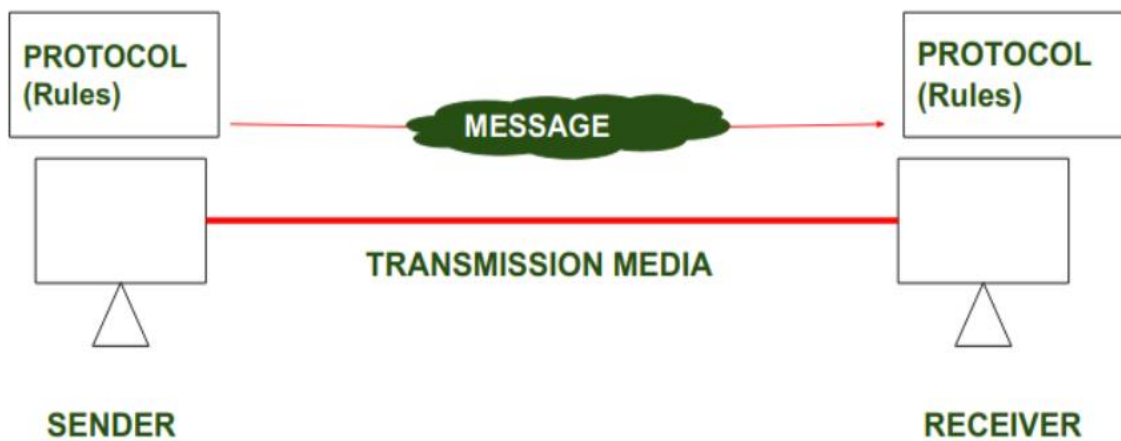 PROTOCOL
(Rules)
PROTOCOL
(Rules)
MESSAGE
TRANSMISSION MEDIA
SENDER
RECEIVER